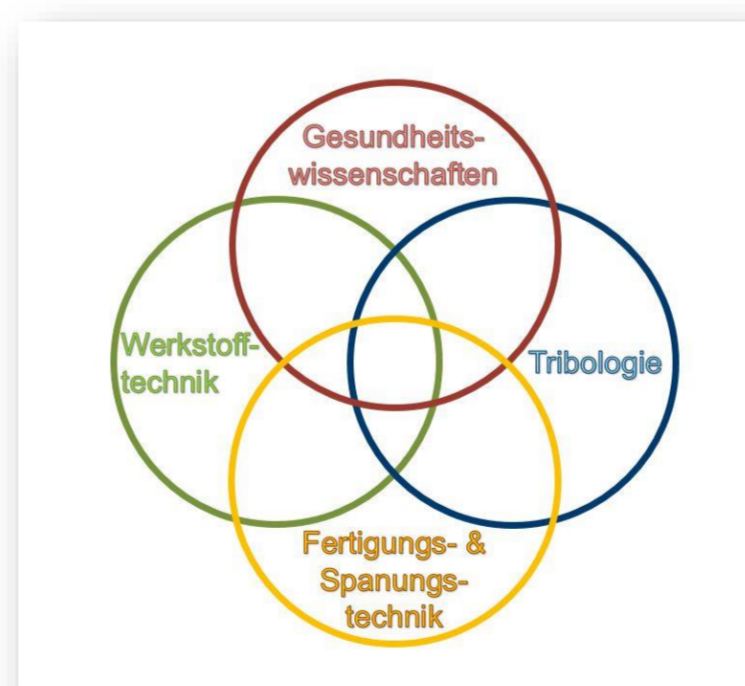 Gesundheits-
wissenschaften
Werkstoff-
technik
Tribologie
Fertigungs- &
Spanungs-
technik